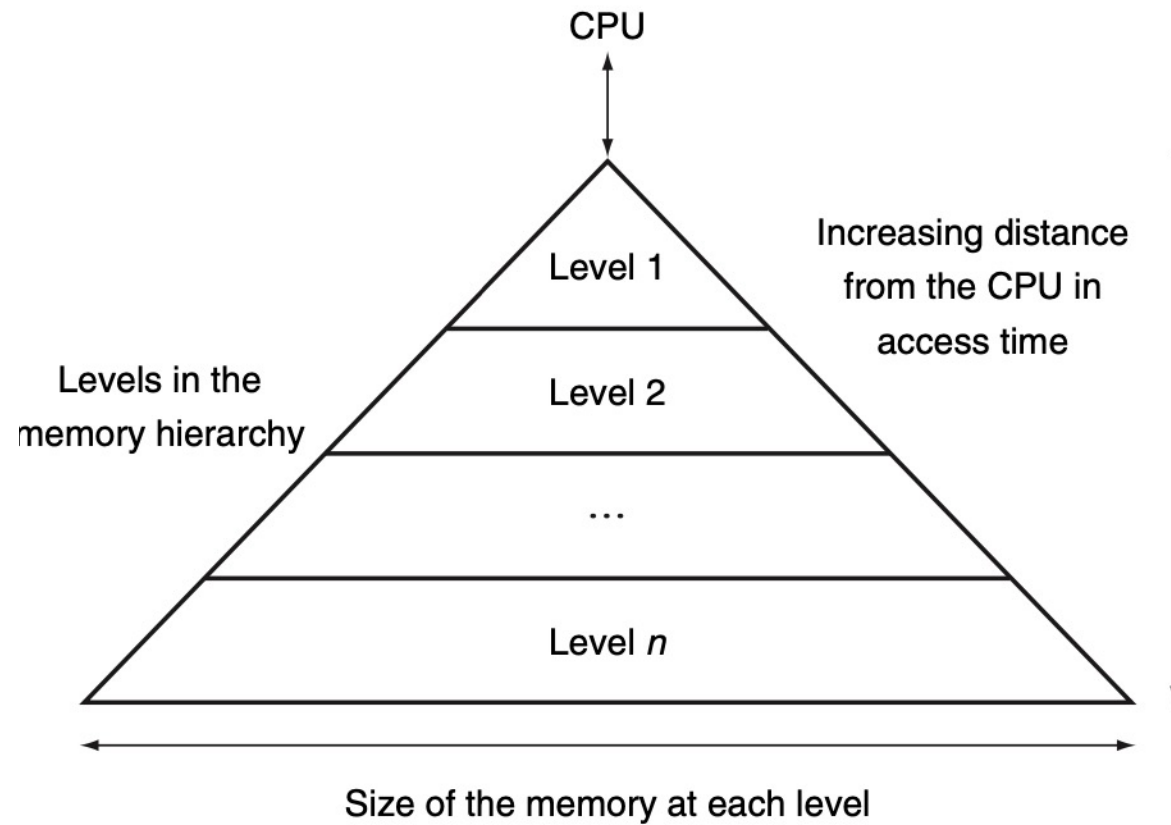 CPU
Level 1
Increasing distance
from the CPU in
access time
Levels in the
memory hierarchy
Level 2
...
Level n
Size of the memory at each level